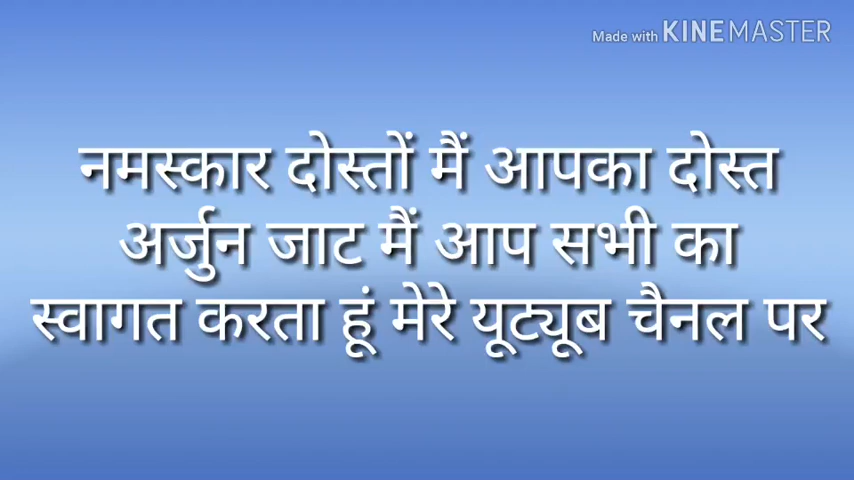 Made with KINEMASTER
नमस्कार दोस्तों मैं आपका दोस्त
अर्जुन जाट मैं आप सभी का
स्वागत करता हूं मेरे यूट्यूब चैनल पर